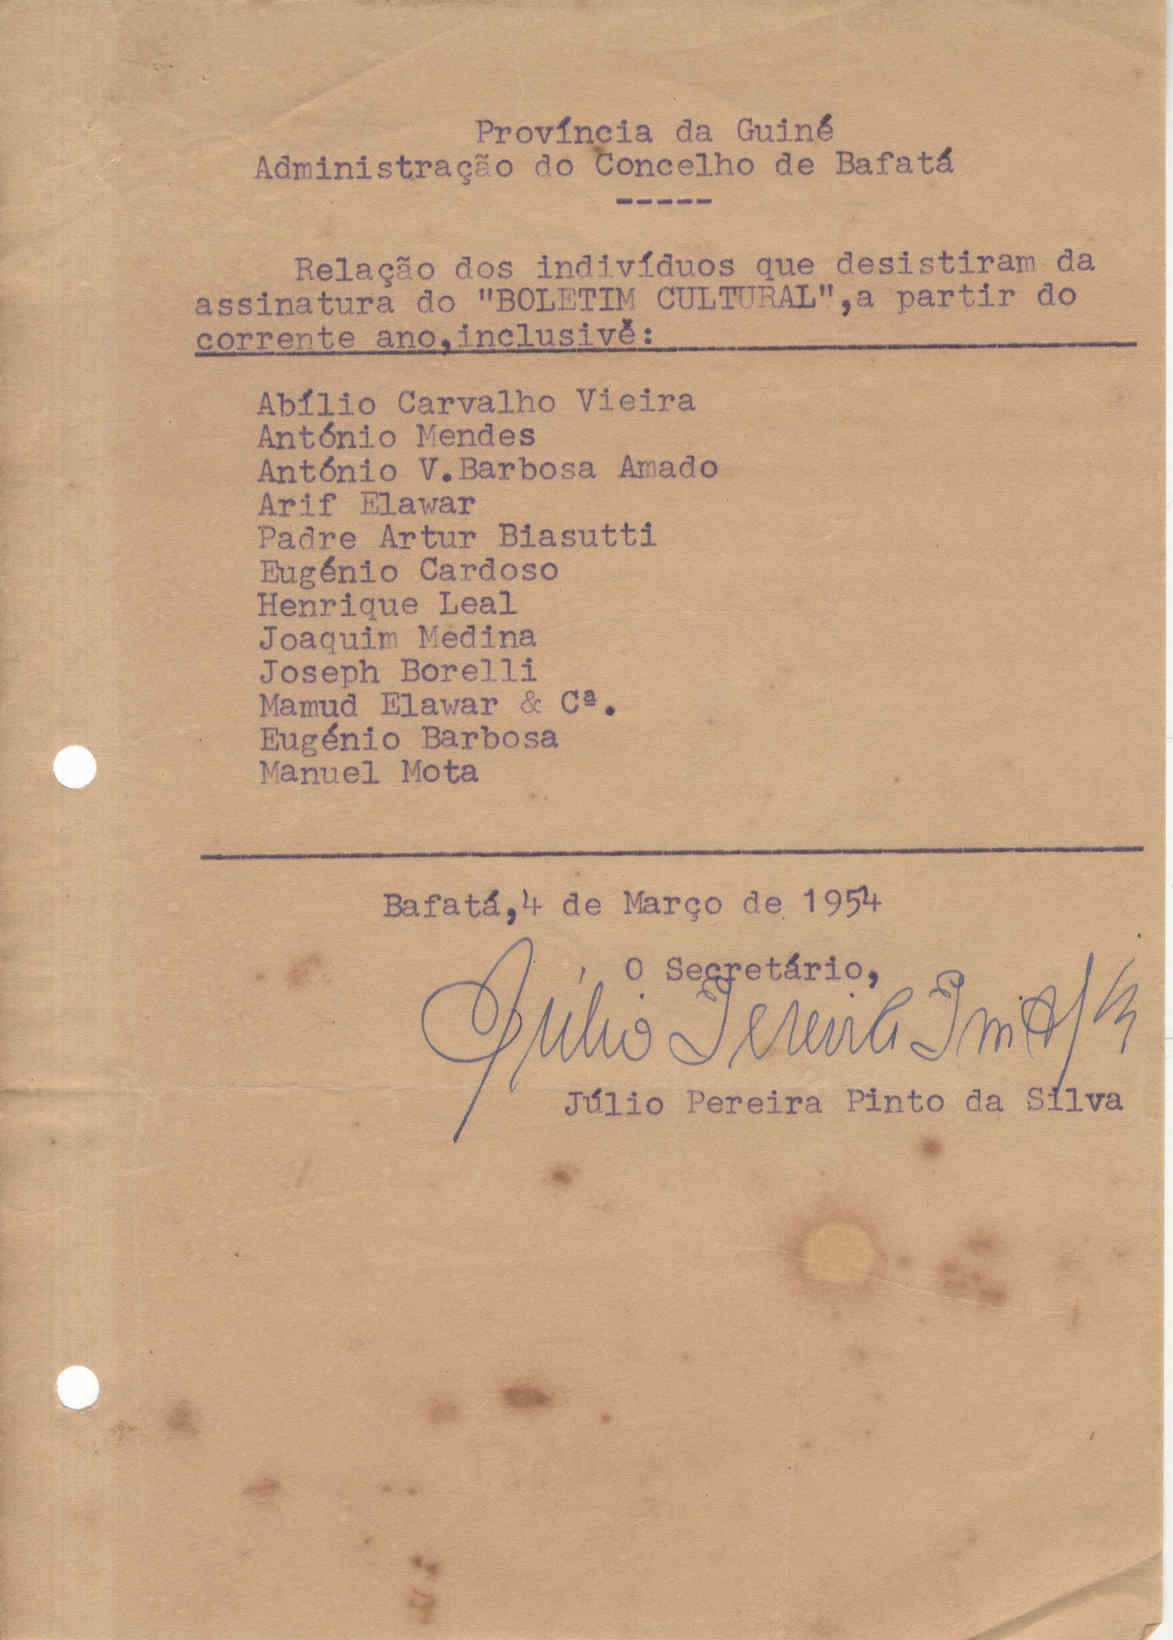 Província da Guiné
Administração do Concelho de Bafatá
-----
Relação dos indivíduos que desistiram da
assinatura do "BOLETIM CULTURAL",a partir do
corrente ano,inclusivě:
Abílio Carvalho Vieira
António Mendes
António V.Barbosa Amado
Arif Elawar
Padre Artur Biasutti
Eugénio Cardoso
Henrique Leal
Joaquim Medina
Joseph Borelli
Mamud Elawar & Cª.
Eugénio Barbosa
Manuel Mota
Bafatá,4 de Março de 1954
O Secretário,
Júlio Pereira Pinto da Silva